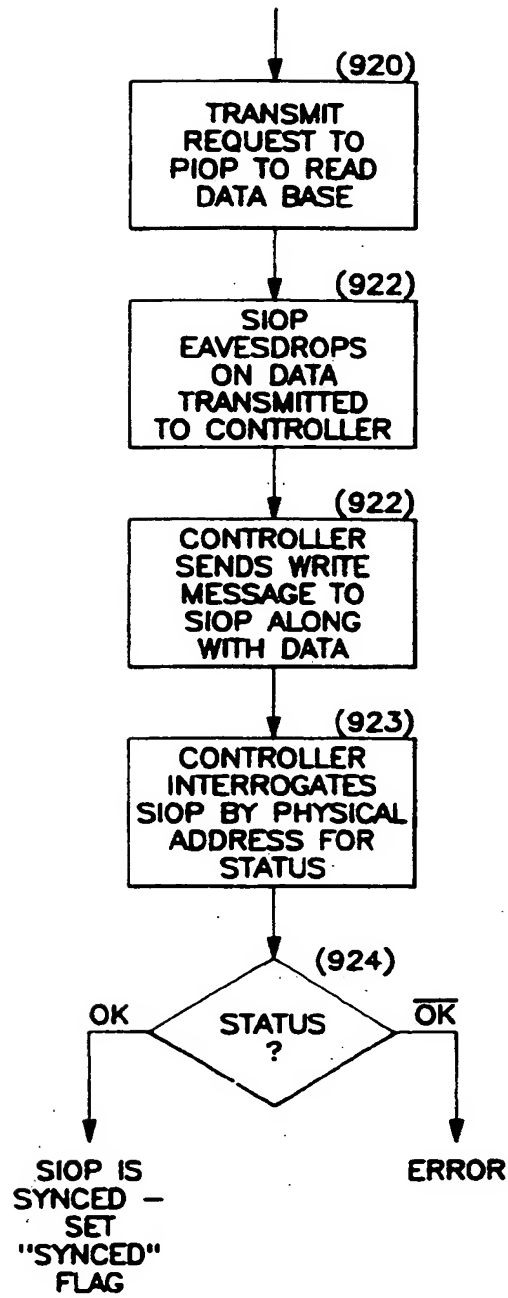 (920)
TRANSMIT
REQUEST TO
PIOP TO READ
DATA BASE
(922)
SIOP
EAVESDROPS
ON DATA
TRANSMITTED
TO CONTROLLER
(922)
CONTROLLER
SENDS WRITE
MESSAGE TO
SIOP ALONG
WITH DATA
(923)
CONTROLLER
INTERROGATES
SIOP BY PHYSICAL
ADDRESS FOR
STATUS
(924)
OK
STATUS
?
O̅K̅
SIOP IS
SYNCED –
SET
"SYNCED"
FLAG
ERROR